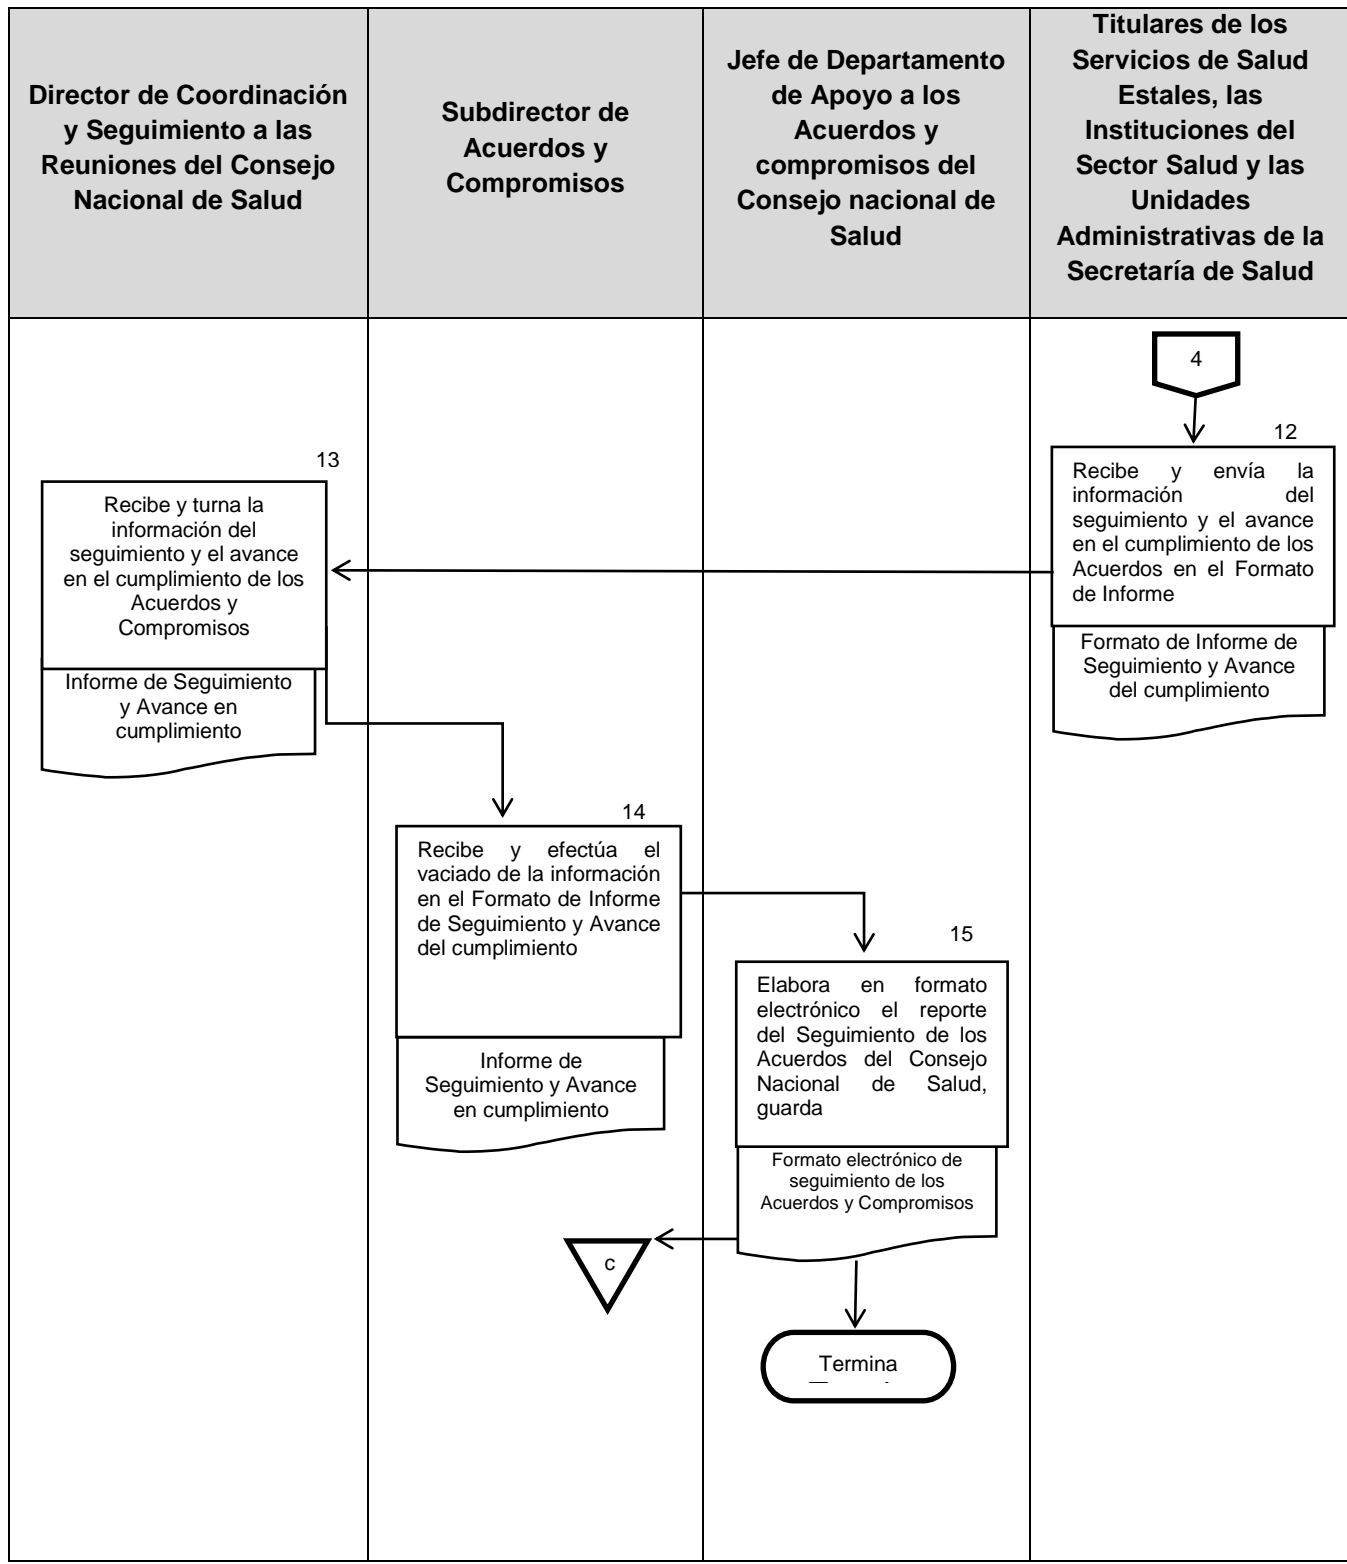 Director de Coordinación
y Seguimiento a las
Reuniones del Consejo
Nacional de Salud
Subdirector de
Acuerdos y
Compromisos
Jefe de Departamento
de Apoyo a los
Acuerdos y
compromisos del
Consejo nacional de
Salud
Titulares de los
Servicios de Salud
Estales, las
Instituciones del
Sector Salud y las
Unidades
Administrativas de la
Secretaría de Salud
4
12
Recibe y envía la
información del
seguimiento y el avance
en el cumplimiento de los
Acuerdos en el Formato
de Informe
Formato de Informe de
Seguimiento y Avance
del cumplimiento
13
Recibe y turna la
información del
seguimiento y el avance
en el cumplimiento de los
Acuerdos y
Compromisos
Informe de Seguimiento
y Avance en
cumplimiento
14
Recibe y efectúa el
vaciado de la información
en el Formato de Informe
de Seguimiento y Avance
del cumplimiento
Informe de
Seguimiento y Avance
en cumplimiento
15
Elabora en formato
electrónico el reporte
del Seguimiento de los
Acuerdos del Consejo
Nacional de Salud,
guarda
Formato electrónico de
seguimiento de los
Acuerdos y Compromisos
c
Termina